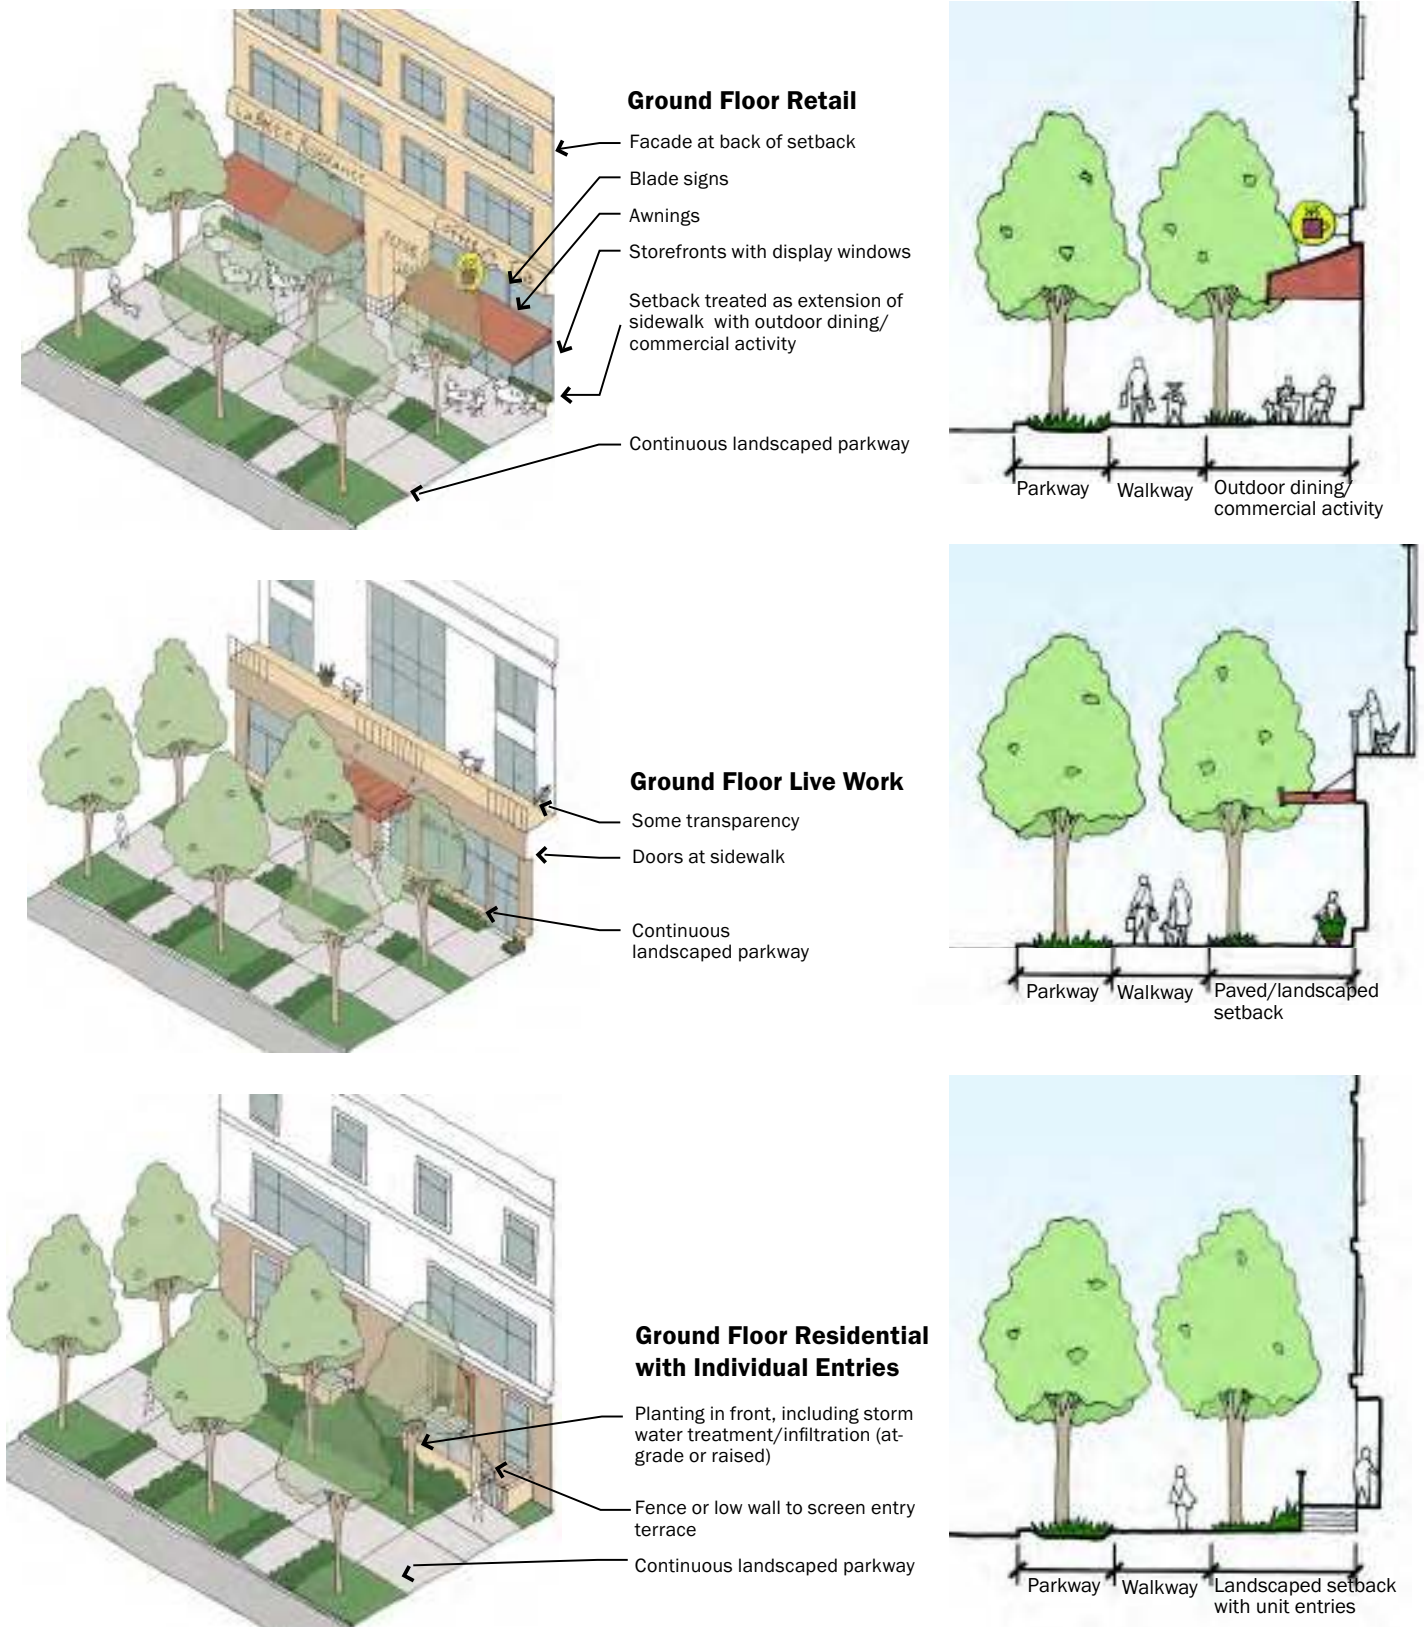 Ground Floor Retail
Facade at back of setback
Blade signs
Awnings
Storefronts with display windows
Setback treated as extension of
sidewalk with outdoor dining/
commercial activity
Continuous landscaped parkway
Parkway
Walkway
Outdoor dining/
commercial activity
Ground Floor Live Work
Some transparency
Doors at sidewalk
Continuous
landscaped parkway
Parkway
Walkway
Paved/landscaped
setback
Ground Floor Residential
with Individual Entries
Planting in front, including storm
water treatment/infiltration (at-
grade or raised)
Fence or low wall to screen entry
terrace
Continuous landscaped parkway
Parkway
Walkway
Landscaped setback
with unit entries